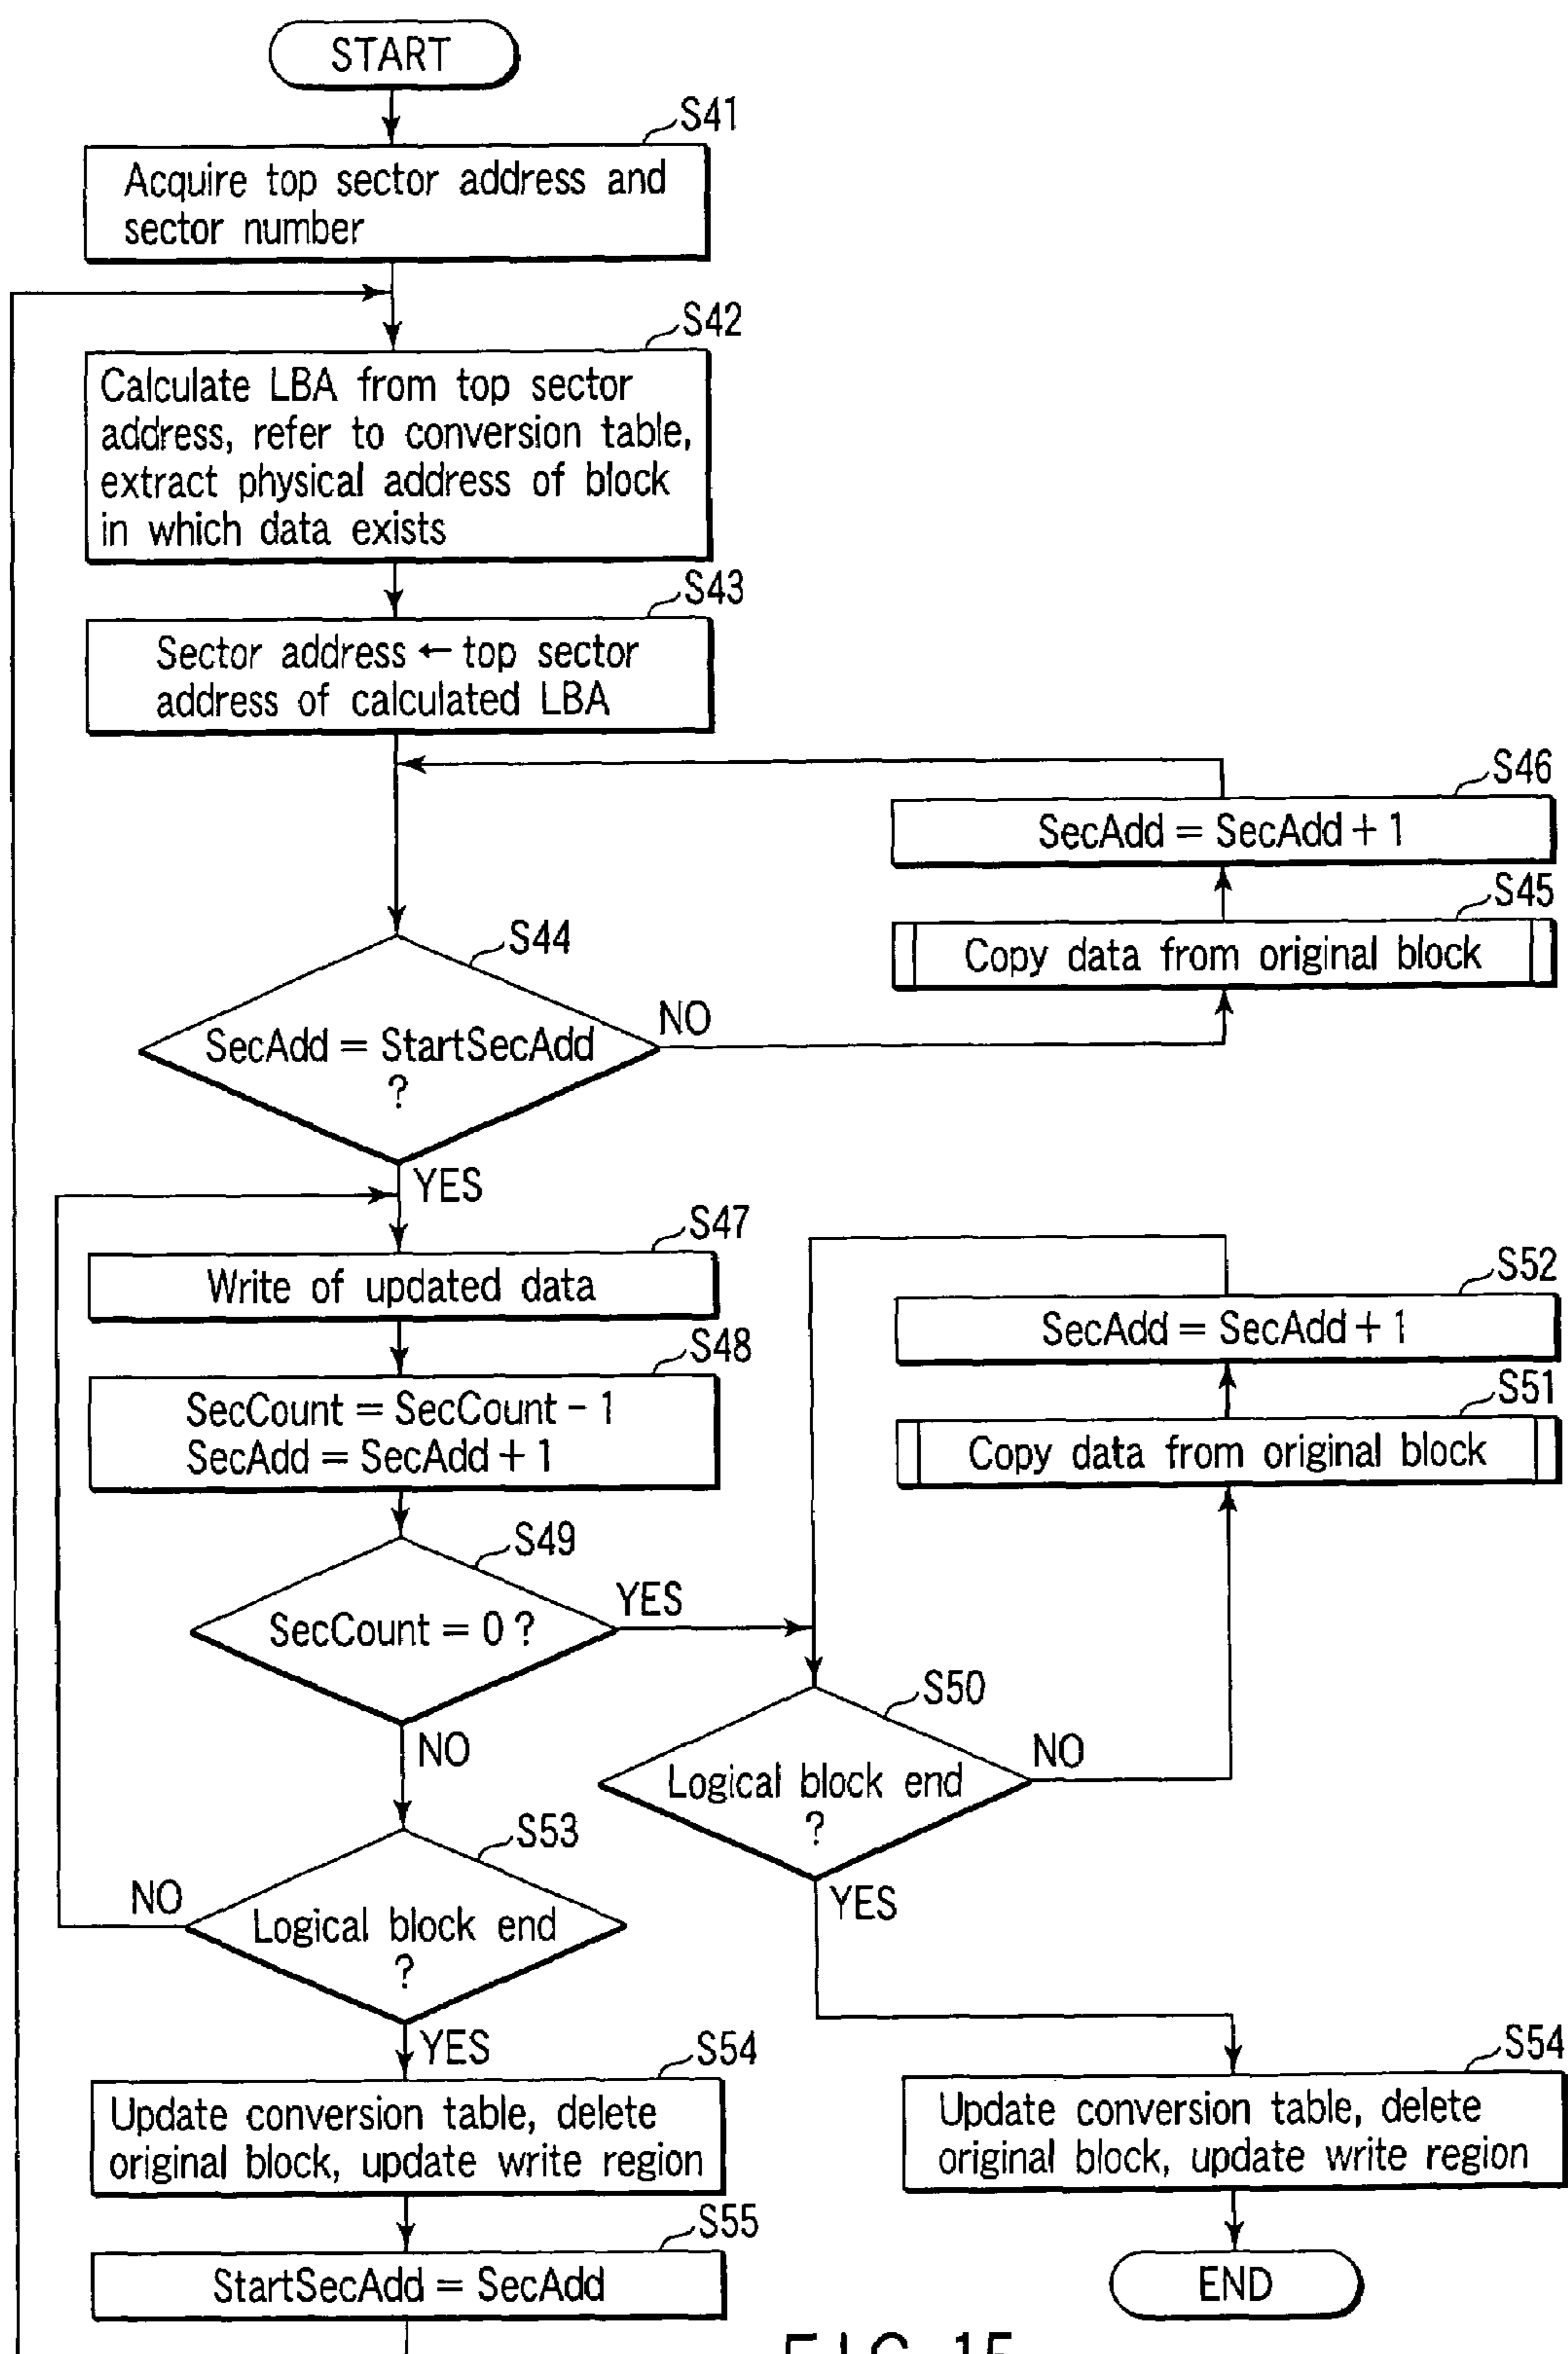 START
S41
Acquire top sector address and
sector number
S42
Calculate LBA from top sector
address, refer to conversion table,
extract physical address of block
in which data exists
S43
Sector address ← top sector
address of calculated LBA
S46
SecAdd = SecAdd + 1
S45
Copy data from original block
S44
SecAdd = StartSecAdd
?
NO
YES
S47
Write of updated data
S52
SecAdd = SecAdd + 1
S48
SecCount = SecCount - 1
SecAdd = SecAdd + 1
S51
Copy data from original block
S49
SecCount = 0 ?
YES
NO
S50
Logical block end
?
NO
YES
S53
Logical block end
?
NO
YES
S54
Update conversion table, delete
original block, update write region
S54
Update conversion table, delete
original block, update write region
S55
StartSecAdd = SecAdd
END